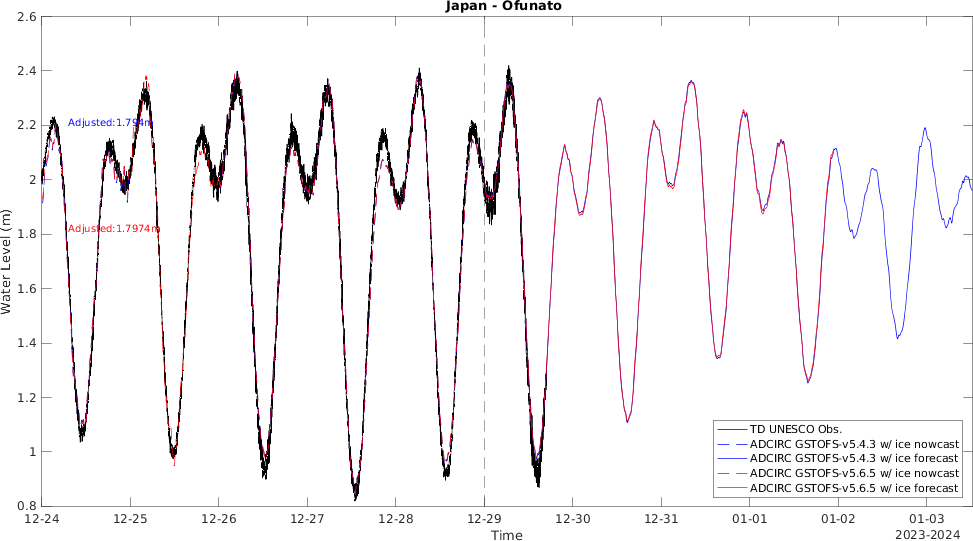 Japan - Ofunato
2.6
2.4
2.2
2
1.8
1.6
1.4
1.2
1
0.8
Water Level (m)
Adjusted:1.794m
Adjusted:1.7974m
TD UNESCO Obs.
ADCIRC GSTOFS-v5.4.3 w/ ice nowcast
ADCIRC GSTOFS-v5.4.3 w/ ice forecast
ADCIRC GSTOFS-v5.6.5 w/ ice nowcast
ADCIRC GSTOFS-v5.6.5 w/ ice forecast
12-24 12-25 12-26 12-27 12-28 12-29 12-30 12-31 01-01 01-02 01-03
Time
2023-2024